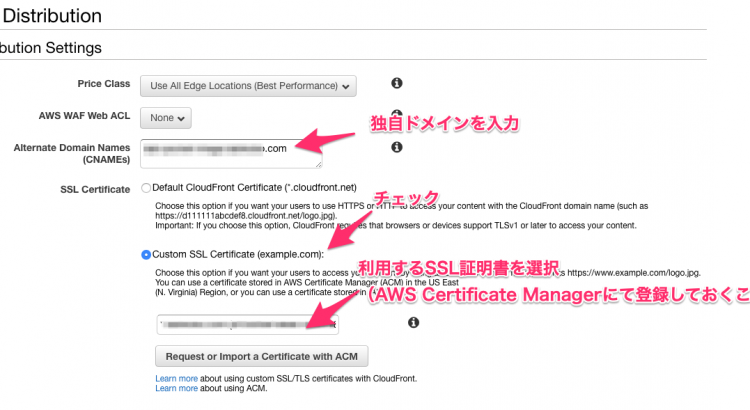 Distribution
bution Settings
Price Class
Use All Edge Locations (Best Performance)
AWS WAF Web ACL
None
独自ドメインを入力
Alternate Domain Names
(CNAMEs)
.com
SSL Certificate
Default CloudFront Certificate (*.cloudfront.net)
チェック
Choose this option if you want your users to use HTTPS or HTTP to access your content with the CloudFront domain name (such as
https://d111111abcdef8.cloudfront.net/logo.jpg).
Important: If you choose this option, CloudFront requires that browsers or devices support TLSv1 or later to access your content.
Custom SSL Certificate (example.com):
利用するSSL証明書を選択
Choose this option if you want your users to access you https://www.example.com/logo.jpg.
You can use a certificate stored in AWS Certificate Manager (ACM) in the US East
(N. Virginia) Region, or you can use a certificate stored in
(AWS Certificate Managerにて登録しておくこ
Request or Import a Certificate with ACM
Learn more about using custom SSL/TLS certificates with CloudFront.
Learn more about using ACM.